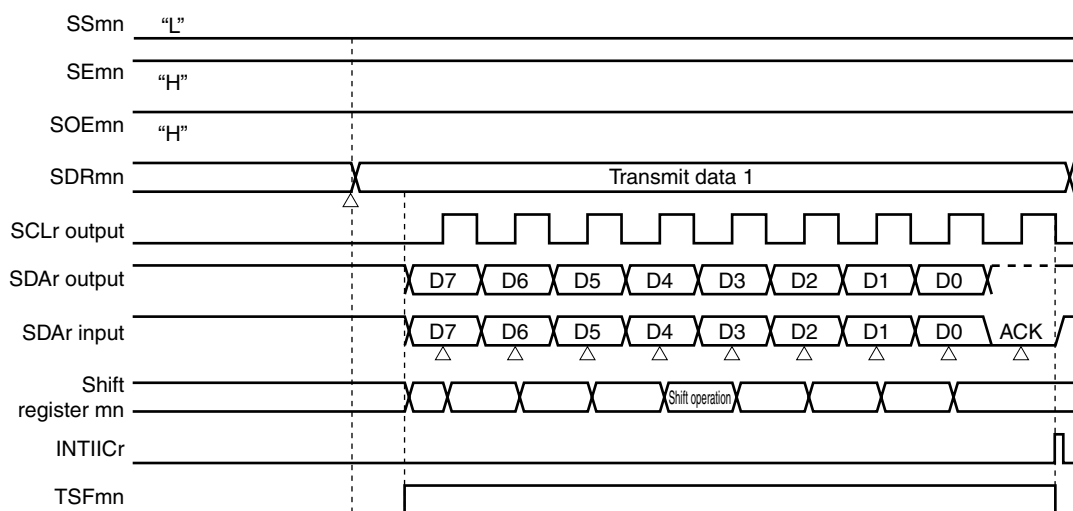 SSmn “L”
SEmn “H”
SOEmn “H”
SDRmn Transmit data 1
SCLr output
SDAr output D7 D6 D5 D4 D3 D2 D1 D0
SDAr input D7 D6 D5 D4 D3 D2 D1 D0 ACK
Shift
register mn Shift operation
INTIICr
TSFmn